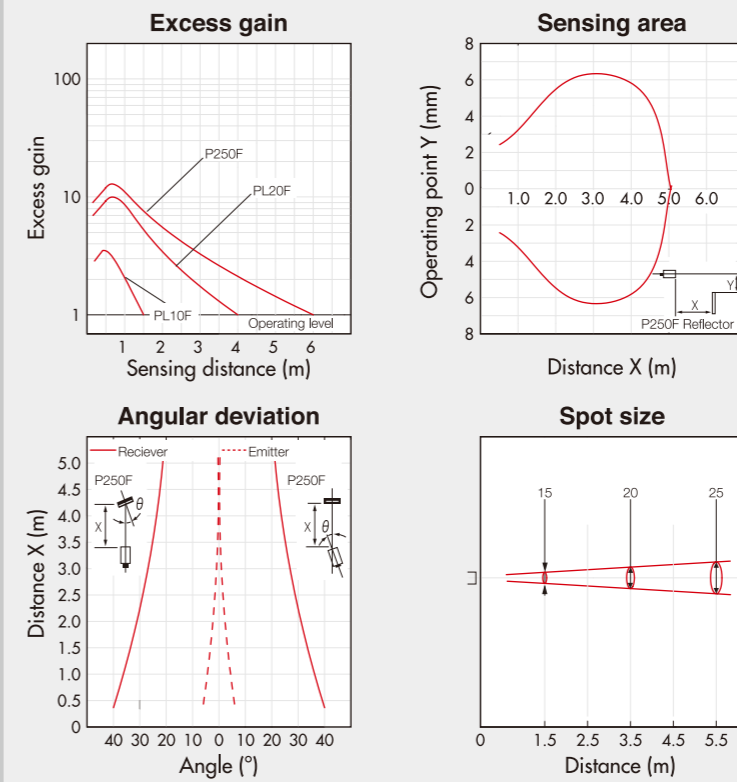 Excess gain
Excess gain
100
10
1
P250F
PL20F
PL10F
Operating level
1 2 3 4 5 6
Sensing distance (m)
Sensing area
Operating point Y (mm)
8
6
4
2
0
2
4
6
8
1.0 2.0 3.0 4.0 5.0 6.0
X
Y
P250F Reflector
Distance X (m)
Angular deviation
Distance X (m)
Reciever
Emitter
P250F
X
θ
P250F
X
θ
5.0
4.5
4.0
3.5
3.0
2.5
2.0
1.5
1.0
0.5
0
40 30 20 10 0 10 20 30 40
Angle (°)
Spot size
15 20 25
0 1.5 2.5 3.5 4.5 5.5
Distance (m)